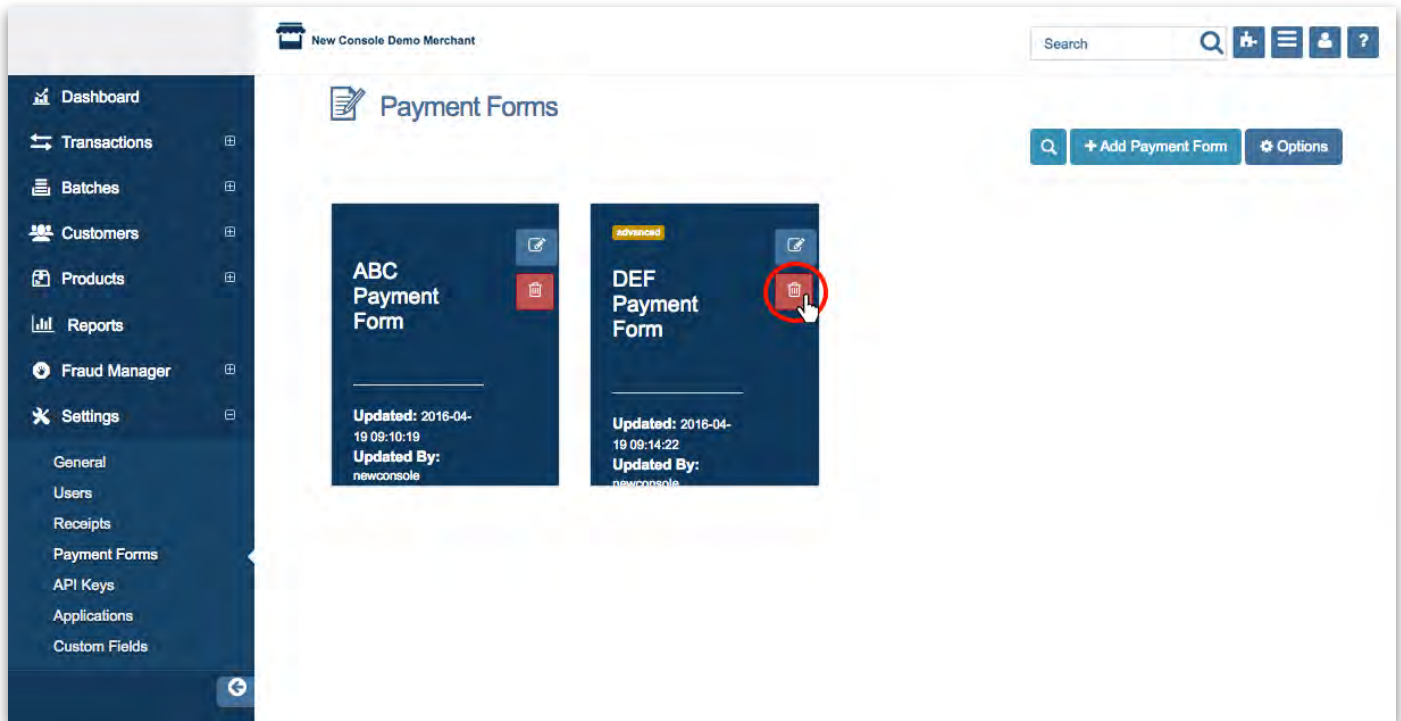 New Console Demo Merchant
Search
?
Dashboard
Transactions
Batches
Customers
Products
Reports
Fraud Manager
Settings
General
Users
Receipts
Payment Forms
API Keys
Applications
Custom Fields
Payment Forms
+ Add Payment Form
Options
ABC
Payment
Form
Updated: 2016-04-
19 09:10:19
Updated By:
newconsole
advanced
DEF
Payment
Form
Updated: 2016-04-
19 09:14:22
Updated By:
newconsole